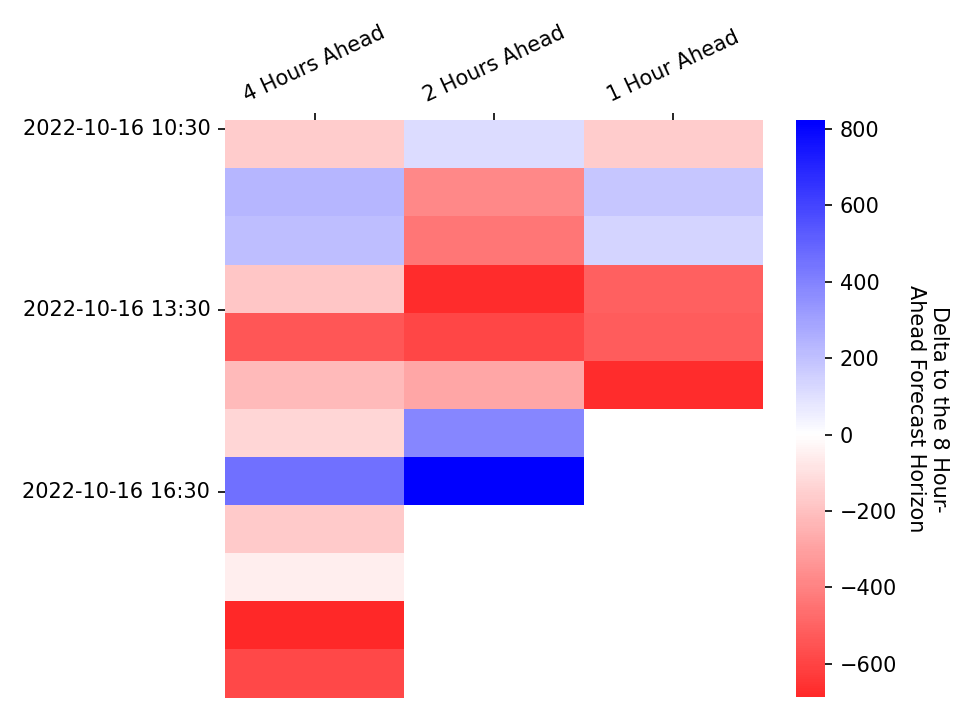 4 Hours Ahead
2 Hours Ahead
1 Hour Ahead
2022-10-16 10:30
2022-10-16 13:30
2022-10-16 16:30
800
600
400
200
0
−200
−400
−600
Delta to the 8 Hour-
Ahead Forecast Horizon